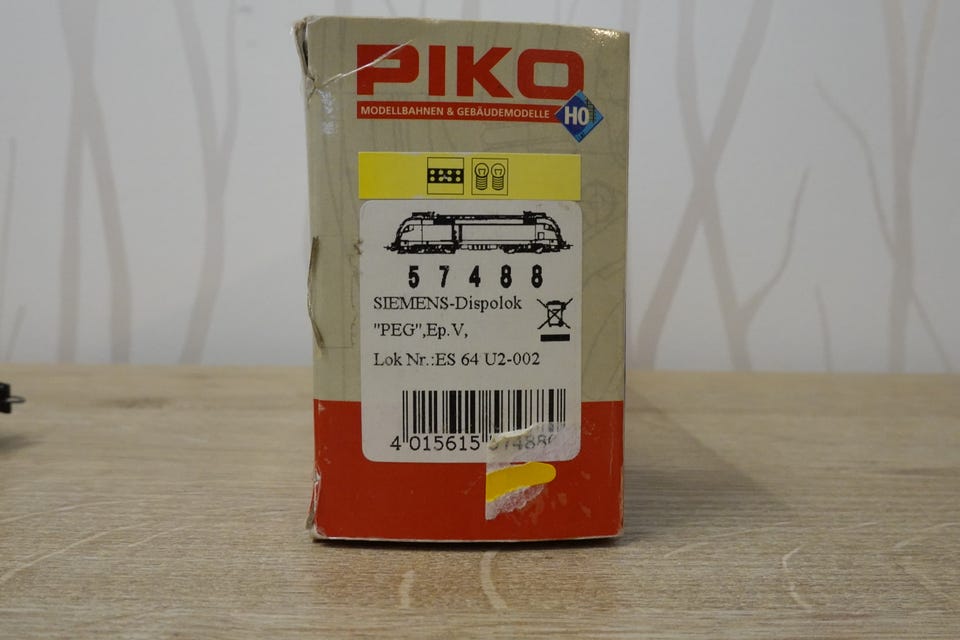 PIKO
MODELLBAHNEN & GEBÄUDEMODELLE
H0
57488
SIEMENS-Dispolok
"PEG",Ep.V,
Lok Nr.:ES 64 U2-002
4 015615